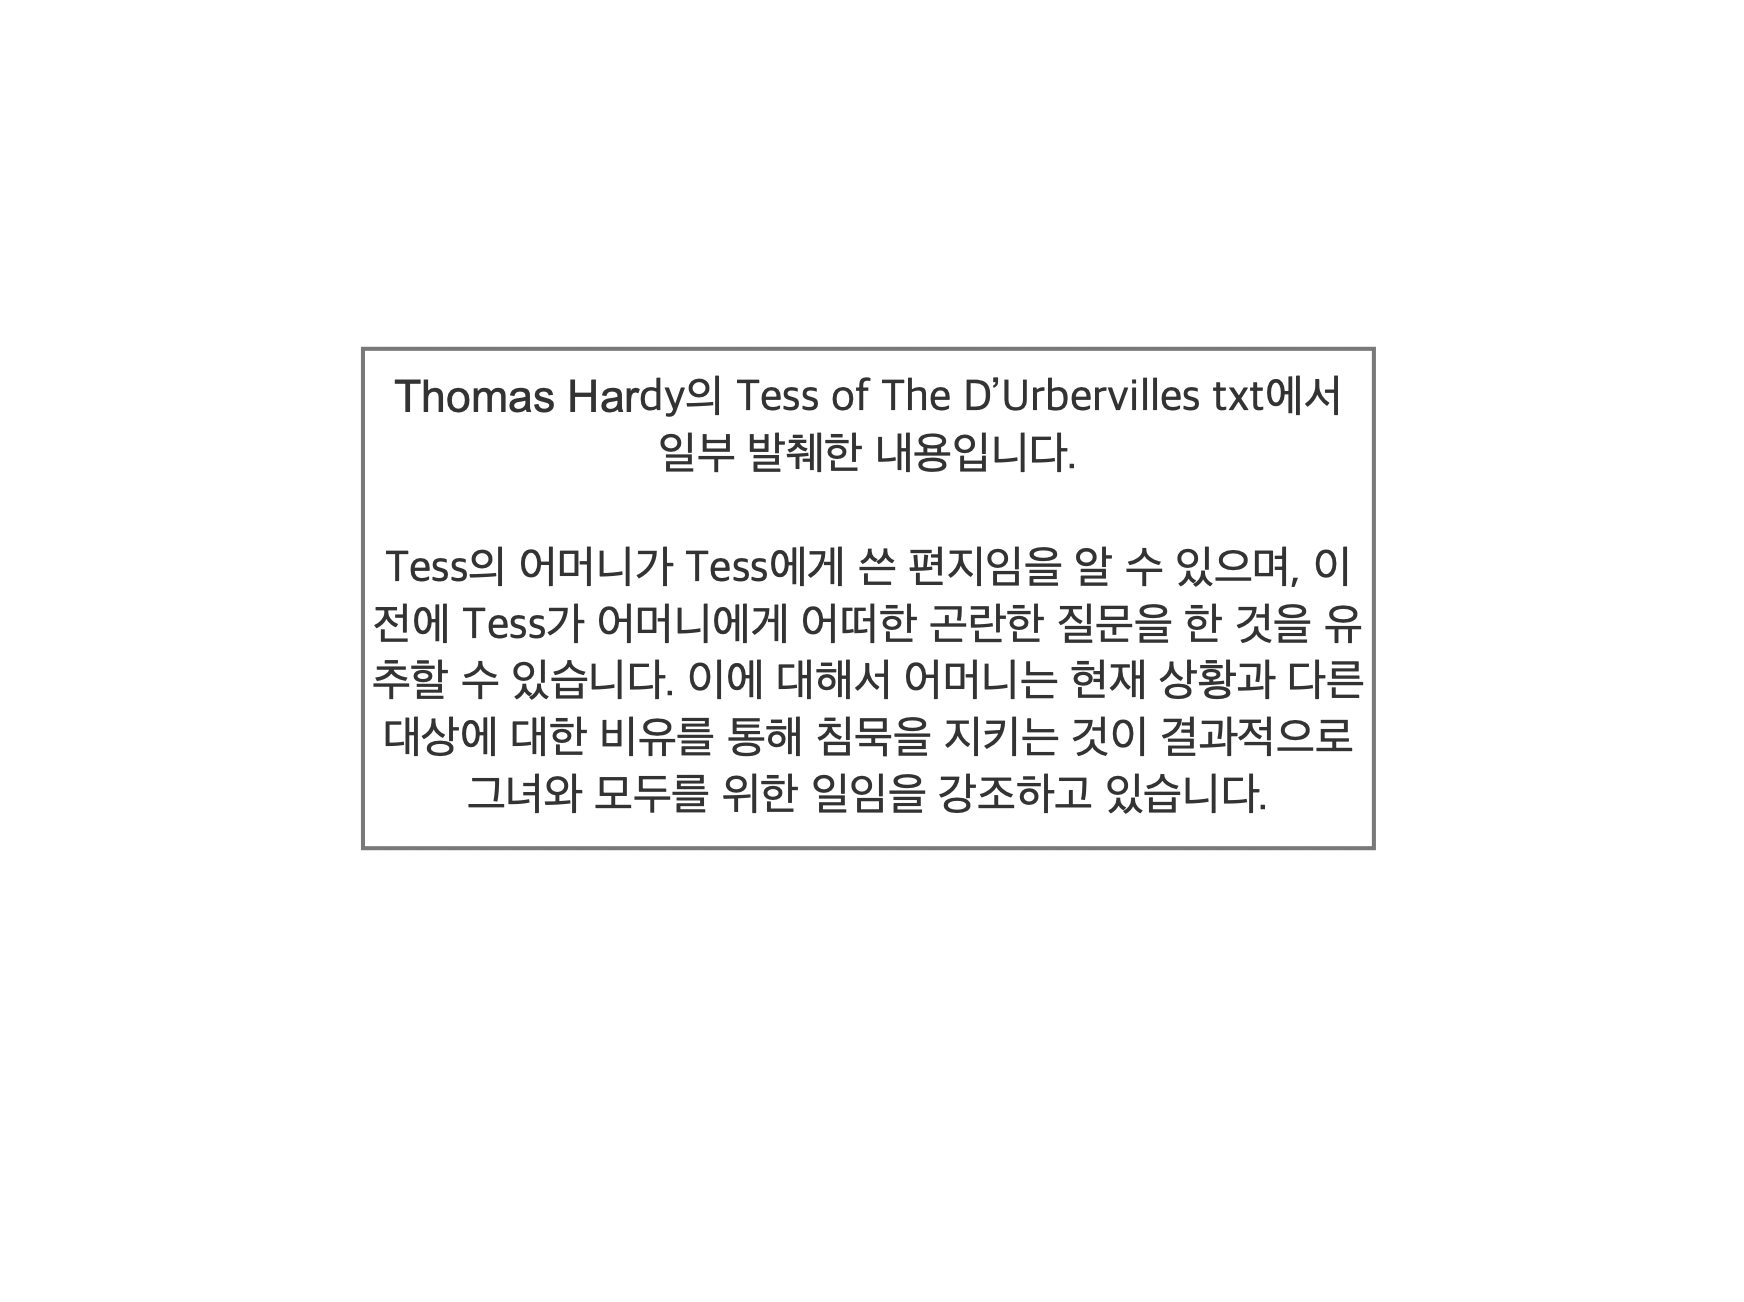 Thomas Hardy의 Tess of The D’Urbervilles txt에서
일부 발췌한 내용입니다.
Tess의 어머니가 Tess에게 쓴 편지임을 알 수 있으며, 이
전에 Tess가 어머니에게 어떠한 곤란한 질문을 한 것을 유
추할 수 있습니다. 이에 대해서 어머니는 현재 상황과 다른
대상에 대한 비유를 통해 침묵을 지키는 것이 결과적으로
그녀와 모두를 위한 일임을 강조하고 있습니다.